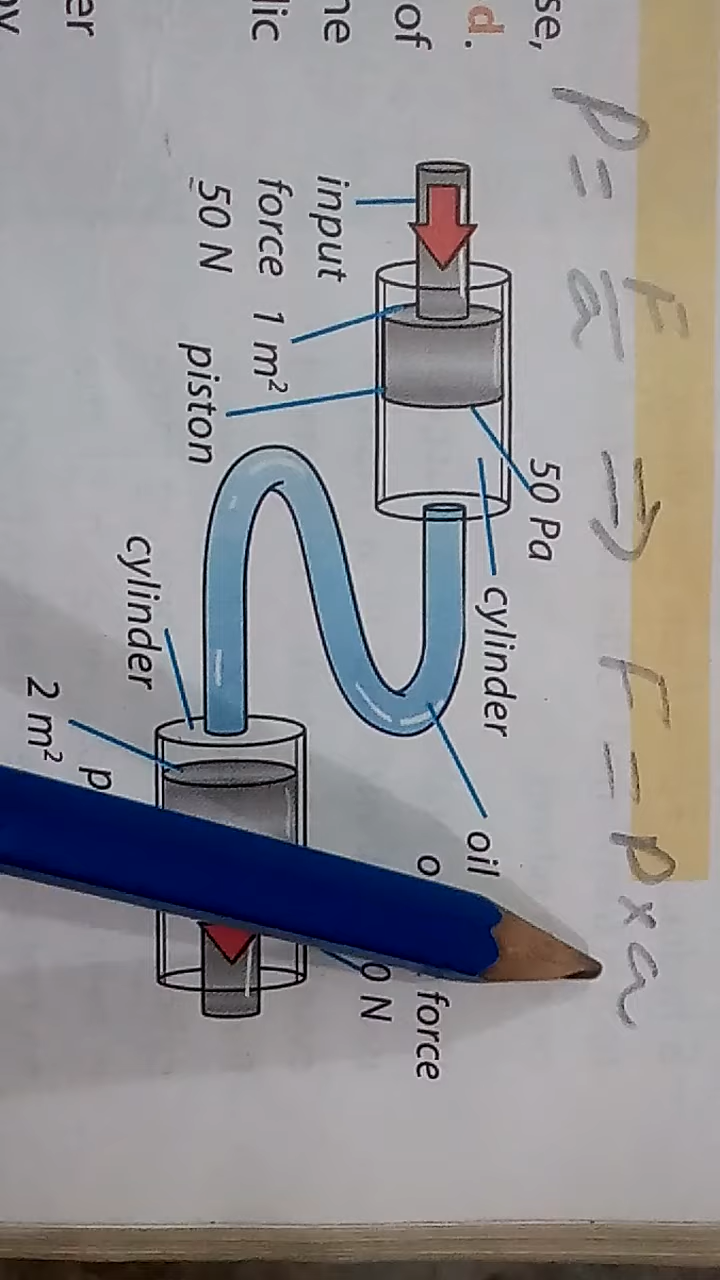 se,
d.
of
ne
lic
er
P = F/a → F = P x a
input
force
50 N
1 m²
piston
50 Pa
cylinder
oil
cylinder
2 m²
p
o
force
0 N